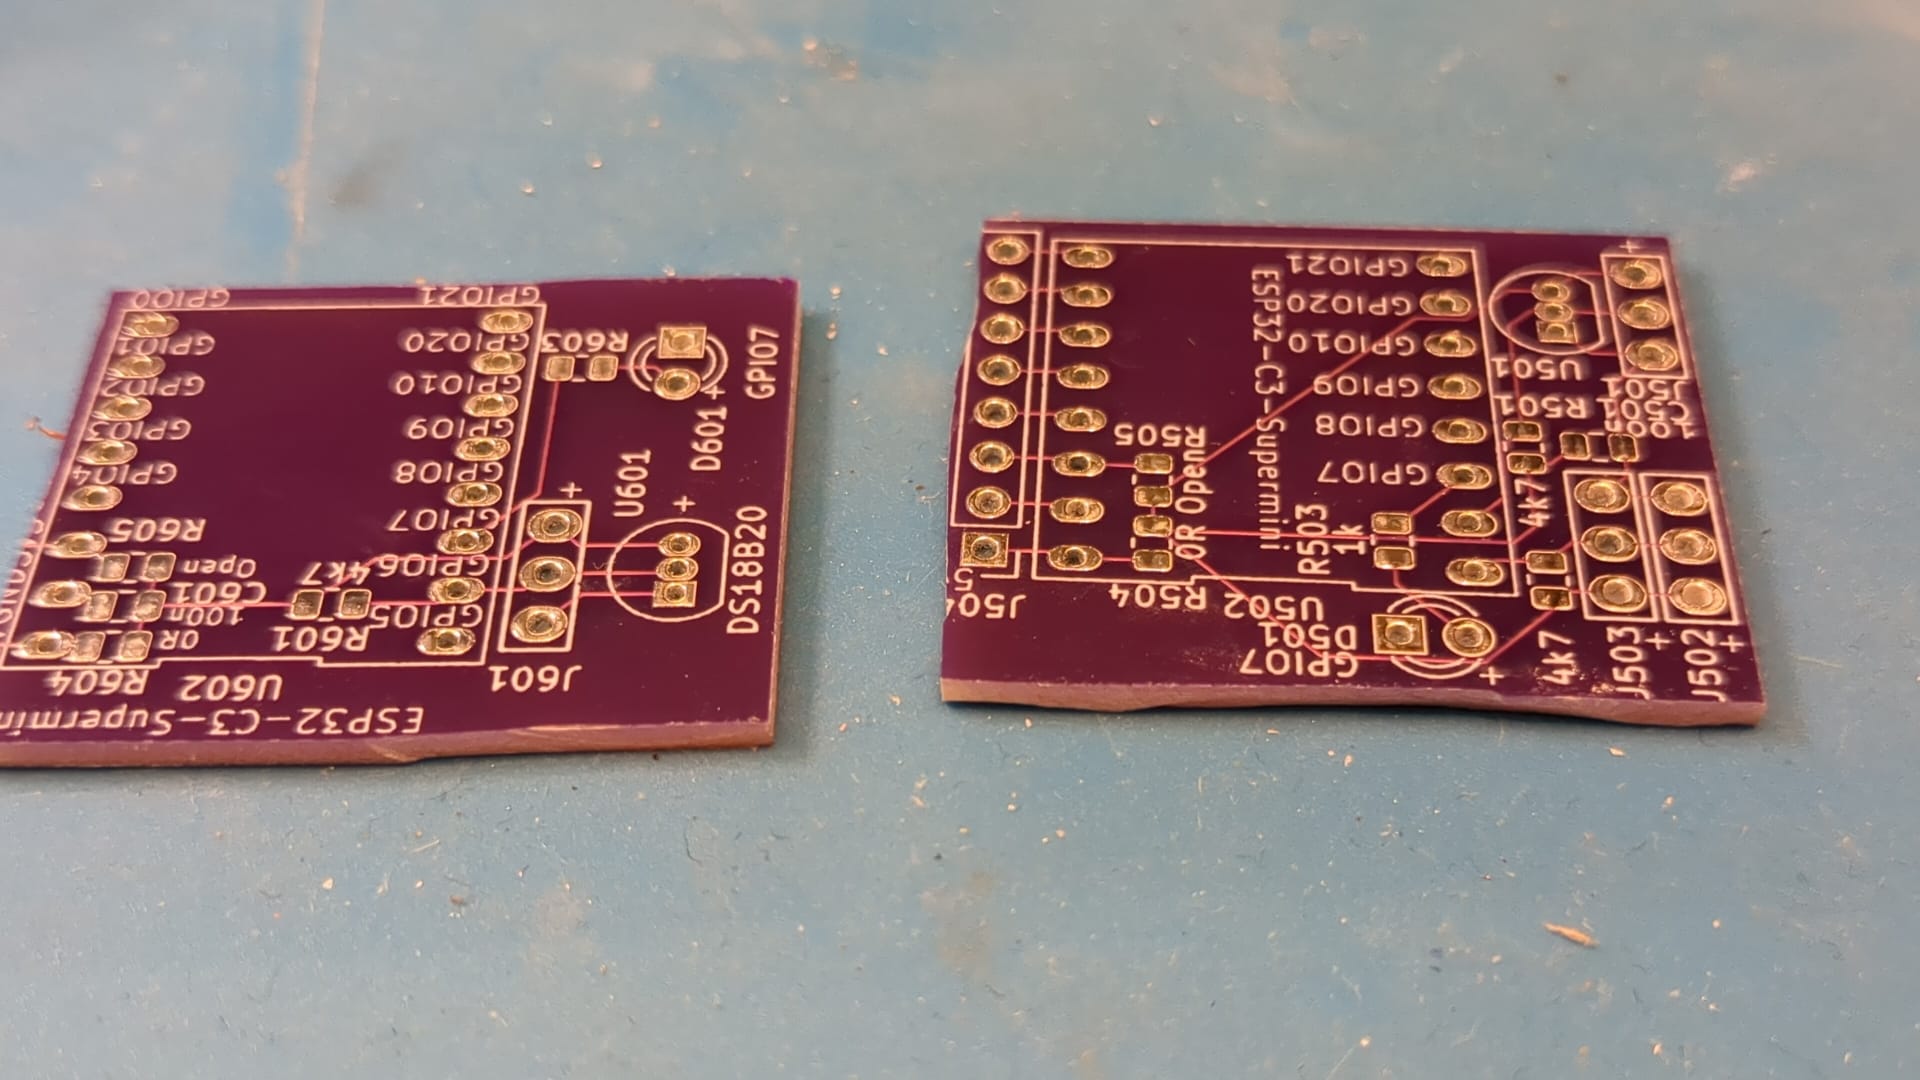 GPIO0
GPIO1
GPIO2
GPIO3
GPIO4
GPIO21
GPIO20
GPIO10
GPIO9
GPIO8
GPIO7
GPIO6
GPIO5
R603
D601
+
GPIO7
U601
+
DS18B20
+
J601
R605
Open
C601
100n
0R
R604
4k7
R601
U602
ESP32-C3-Supermini
GPIO21
GPIO20
GPIO10
GPIO9
GPIO8
GPIO7
ESP32-C3-Supermini
R505
Open
0R
R504
R503
1k
U502
D501
GPIO7
+
J504
+
U501
J501
R501
C501
100n
4k7
4k7
J503
+
J502
+